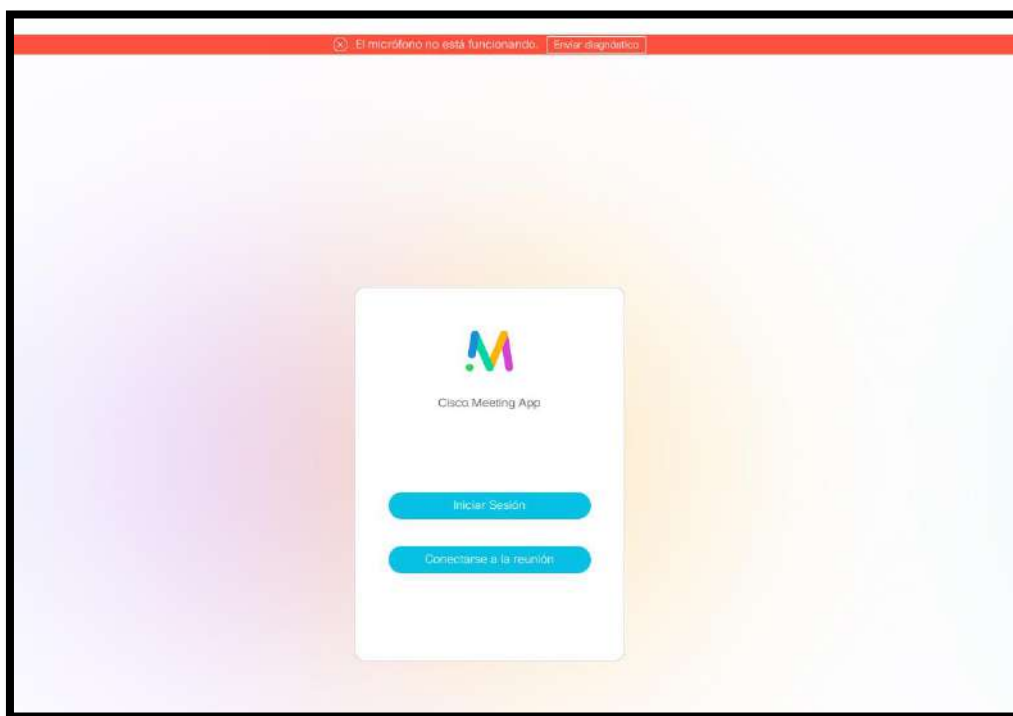 El micrófono no está funcionando. Enviar diagnóstico
Cisco Meeting App
Iniciar Sesión
Conectarse a la reunión